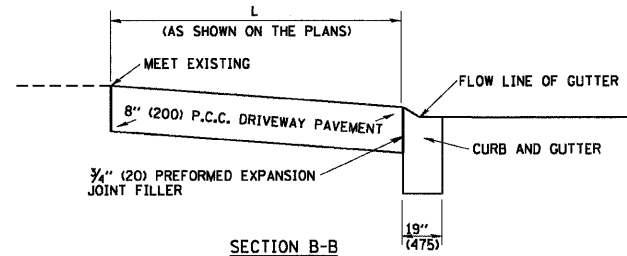 L
(AS SHOWN ON THE PLANS)
MEET EXISTING
FLOW LINE OF GUTTER
8" (200) P.C.C. DRIVEWAY PAVEMENT
CURB AND GUTTER
¾" (20) PREFORMED EXPANSION
JOINT FILLER
19"
(475)
SECTION B-B